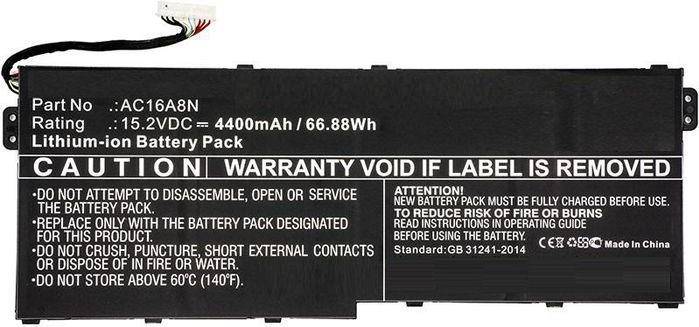 Part No .:AC16A8N
Rating .:15.2VDC ⎓ 4400mAh / 66.88Wh
Lithium-ion Battery Pack
CAUTION WARRANTY VOID IF LABEL IS REMOVED
•DO NOT ATTEMPT TO DISASSEMBLE, OPEN OR SERVICE
THE BATTERY PACK.
•REPLACE ONLY WITH THE BATTERY PACK DESIGNATED
FOR THIS PRODUCT.
•DO NOT CRUSH, PUNCTURE, SHORT EXTERNAL CONTACTS
OR DISPOSE OF IN FIRE OR WATER.
•DO NOT STORE ABOVE 60°C (140°F).
ATTENTION!
NEW BATTERY PACK MUST BE FULLY CHARGED BEFORE USE.
TO REDUCE RISK OF FIRE OR BURNS
READ INSTRUCTIONS IN OPERATING GUIDE
BEFORE USING THE BATTERY.
Standard:GB 31241-2014
CE FC Made In China